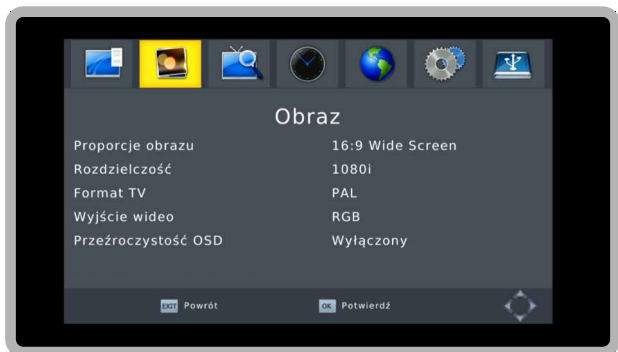 Obraz
Proporcje obrazu 16:9 Wide Screen
Rozdzielczość 1080i
Format TV PAL
Wyjście wideo RGB
Przeźroczystość OSD Wyłączony
EXIT Powrót OK Potwierdź